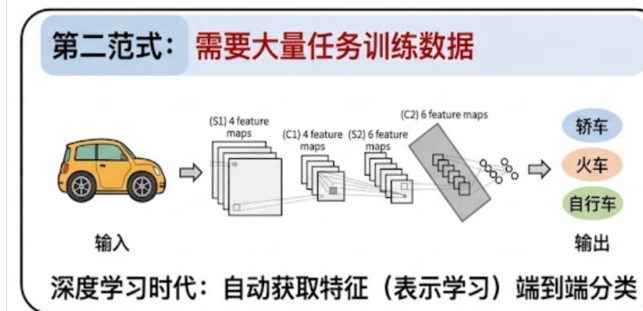 第二范式：需要大量任务训练数据
(S1) 4 feature maps
(C1) 4 feature maps
(S2) 6 feature maps
(C2) 6 feature maps
轿车
火车
自行车
输入
输出
深度学习时代：自动获取特征（表示学习）端到端分类